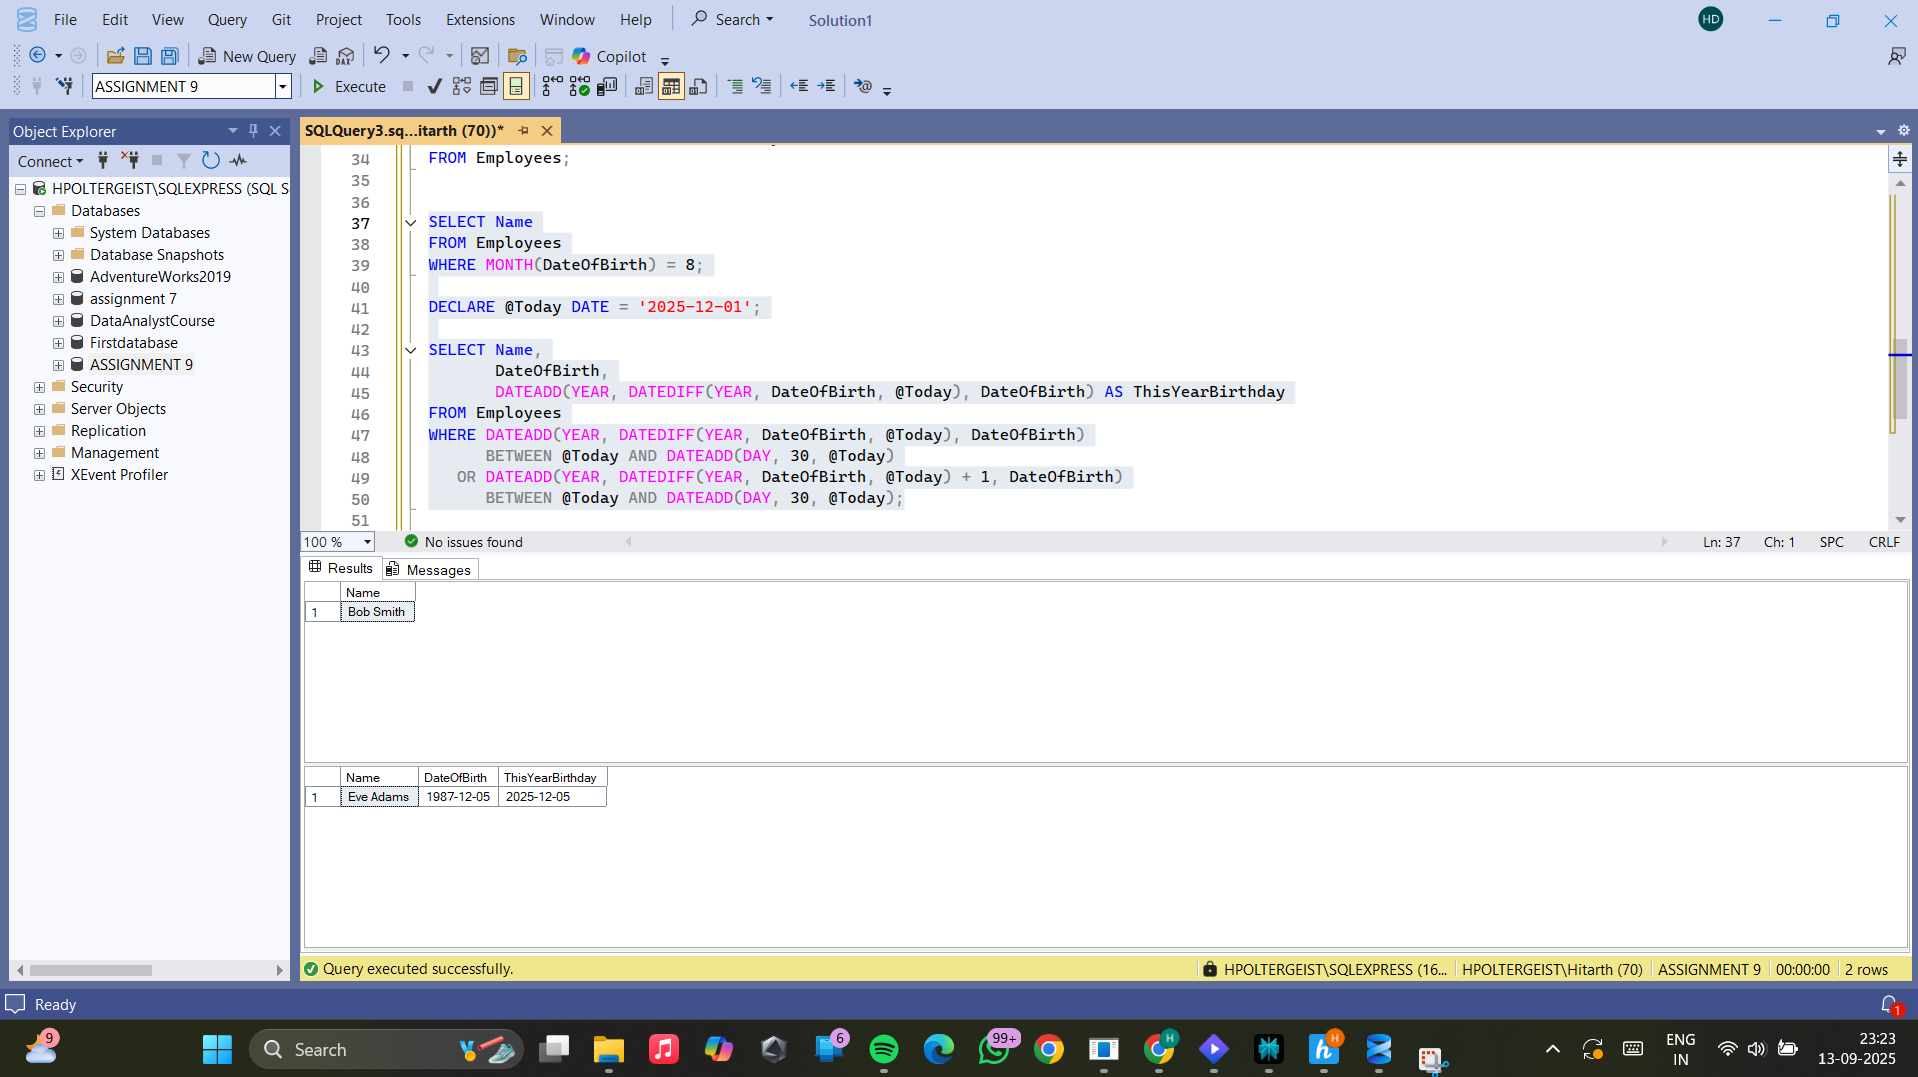 File Edit View Query Git Project Tools Extensions Window Help Search Solution1 HD
New Query DAX Copilot
ASSIGNMENT 9 Execute
Object Explorer
Connect
HPOLTERGEIST\SQLEXPRESS (SQL S
Databases
System Databases
Database Snapshots
AdventureWorks2019
assignment 7
DataAnalystCourse
Firstdatabase
ASSIGNMENT 9
Security
Server Objects
Replication
Management
XEvent Profiler
SQLQuery3.sq...itarth (70))*
34 FROM Employees;
35
36
37 SELECT Name
38 FROM Employees
39 WHERE MONTH(DateOfBirth) = 8;
40
41 DECLARE @Today DATE = '2025-12-01';
42
43 SELECT Name,
44 DateOfBirth,
45 DATEADD(YEAR, DATEDIFF(YEAR, DateOfBirth, @Today), DateOfBirth) AS ThisYearBirthday
46 FROM Employees
47 WHERE DATEADD(YEAR, DATEDIFF(YEAR, DateOfBirth, @Today), DateOfBirth)
48 BETWEEN @Today AND DATEADD(DAY, 30, @Today)
49 OR DATEADD(YEAR, DATEDIFF(YEAR, DateOfBirth, @Today) + 1, DateOfBirth)
50 BETWEEN @Today AND DATEADD(DAY, 30, @Today);
51
100 % No issues found Ln: 37 Ch: 1 SPC CRLF
Results Messages
Name
1 Bob Smith
Name DateOfBirth ThisYearBirthday
1 Eve Adams 1987-12-05 2025-12-05
Query executed successfully. HPOLTERGEIST\SQLEXPRESS (16... HPOLTERGEIST\Hitarth (70) ASSIGNMENT 9 00:00:00 2 rows
Ready 1
9 Search 6 99+ H H ENG IN 23:23 13-09-2025